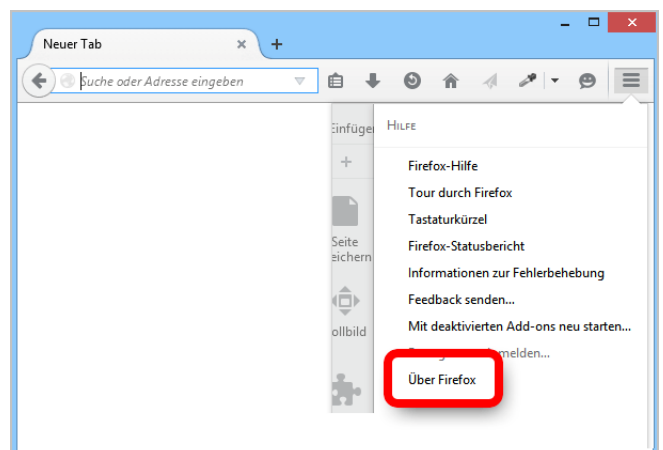 Neuer Tab
Suche oder Adresse eingeben
Einfüge
HILFE
Firefox-Hilfe
Tour durch Firefox
Tastaturkürzel
Seite
eichern
Firefox-Statusbericht
Informationen zur Fehlerbehebung
Feedback senden...
ollbild
Mit deaktivierten Add-ons neu starten...
melden...
Über Firefox